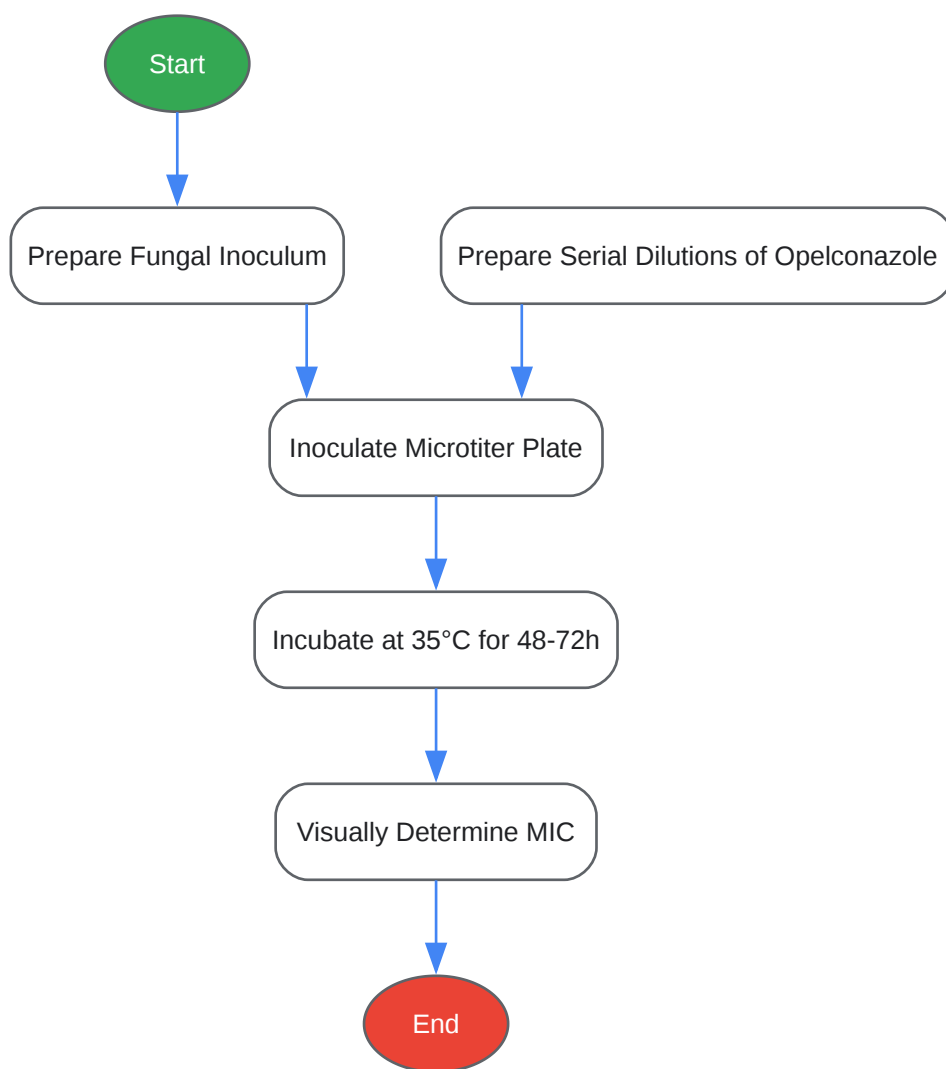 Start
Prepare Fungal Inoculum
Prepare Serial Dilutions of Opelconazole
Inoculate Microtiter Plate
Incubate at 35°C for 48-72h
Visually Determine MIC
End